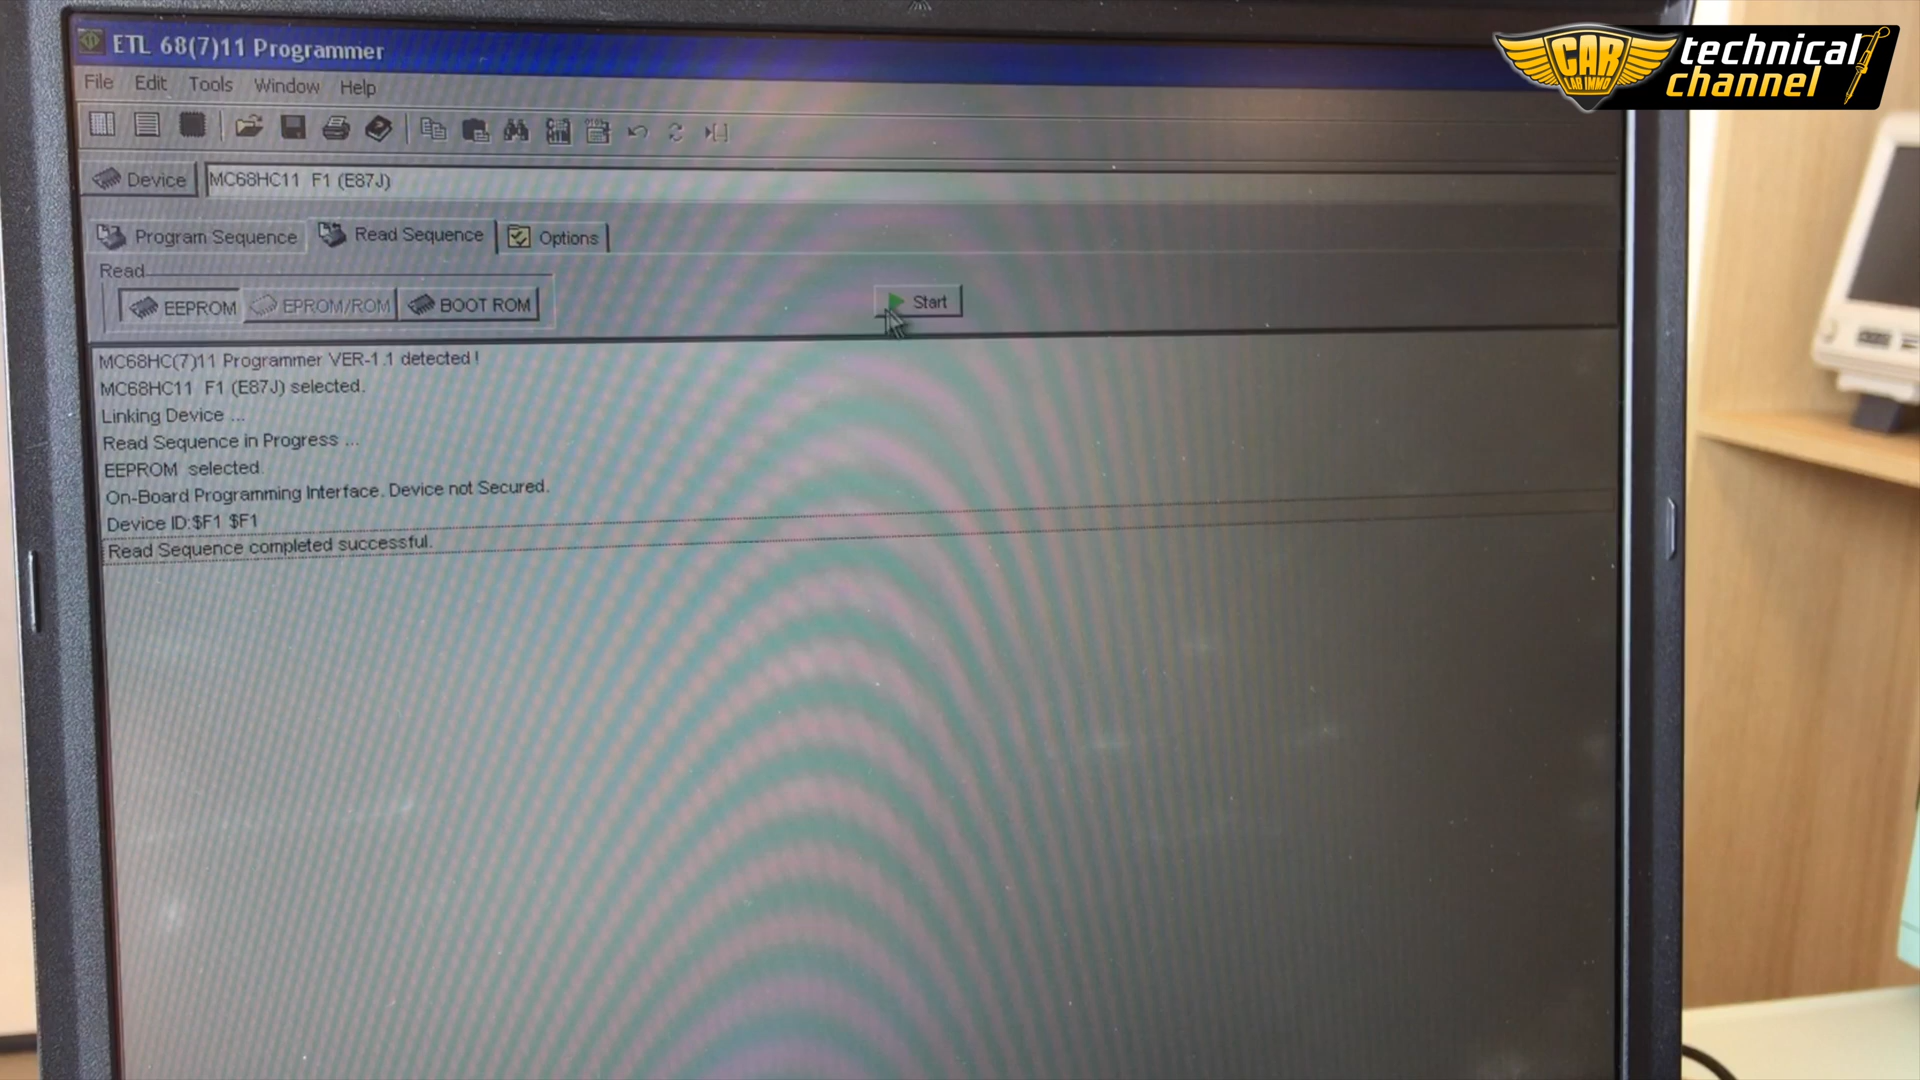 ETL 68(7)11 Programmer
CAR
LAB IMMO
technical
channel
File Edit Tools Window Help
Device MC68HC11 F1 (E87J)
Program Sequence Read Sequence Options
Read
EEPROM EPROM/ROM BOOT ROM Start
MC68HC(7)11 Programmer VER-1.1 detected !
MC68HC11 F1 (E87J) selected.
Linking Device ...
Read Sequence in Progress ...
EEPROM selected.
On-Board Programming Interface. Device not Secured.
Device ID:$F1 $F1
Read Sequence completed successful.